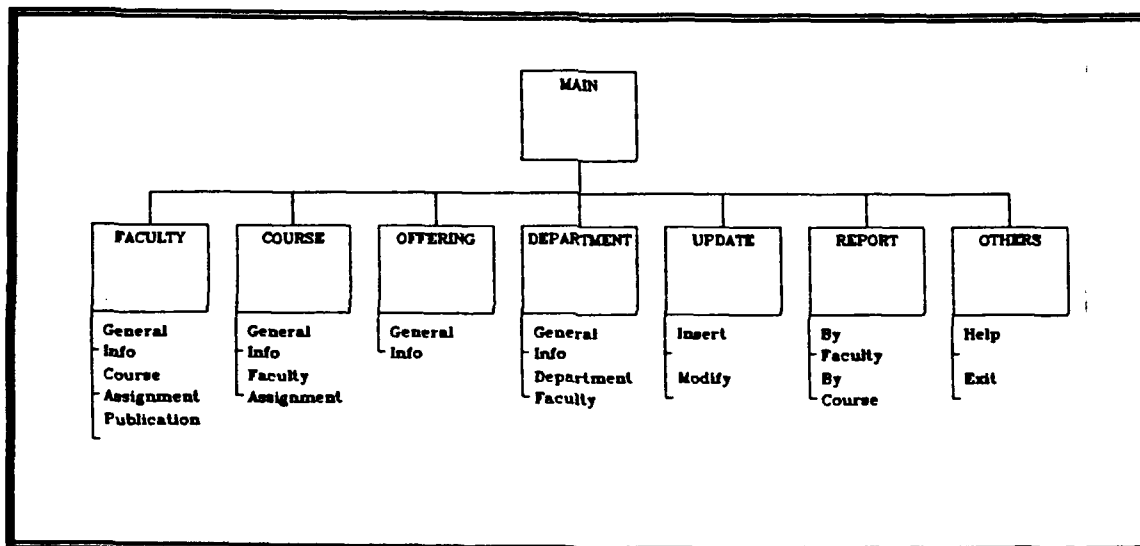 MAIN
FACULTY
COURSE
OFFERING
DEPARTMENT
UPDATE
REPORT
OTHERS
General
Info
Course
Assignment
Publication
General
Info
Faculty
Assignment
General
Info
General
Info
Department
Faculty
Insert
Modify
By
Faculty
By
Course
Help
Exit